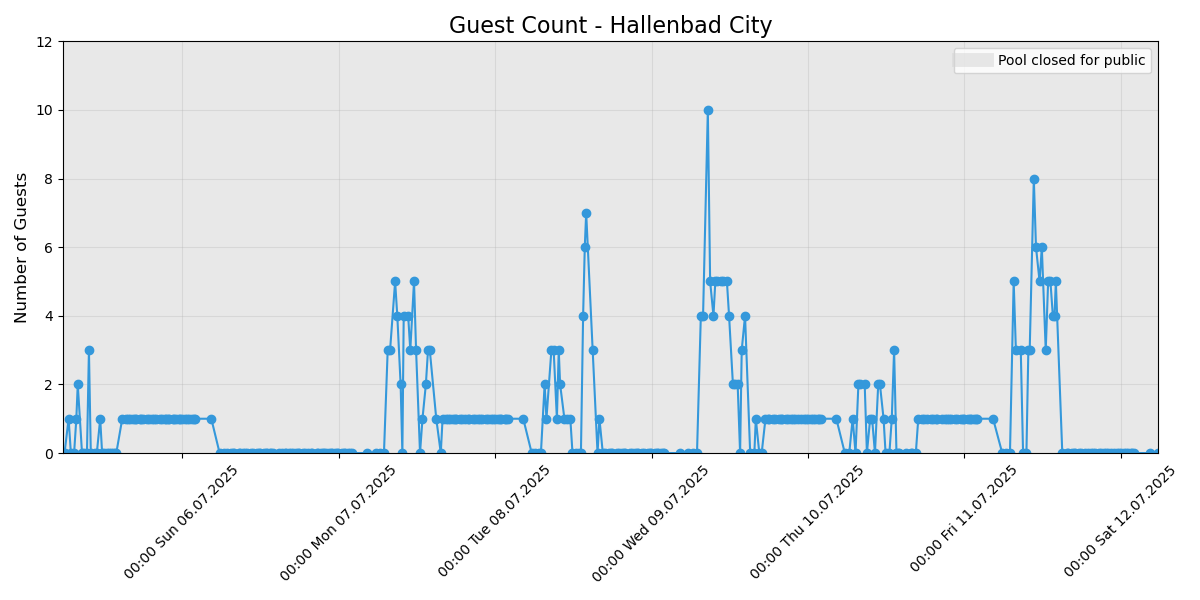 Guest Count - Hallenbad City
Pool closed for public
Number of Guests
12
10
8
6
4
2
0
00:00 Sun 06.07.2025
00:00 Mon 07.07.2025
00:00 Tue 08.07.2025
00:00 Wed 09.07.2025
00:00 Thu 10.07.2025
00:00 Fri 11.07.2025
00:00 Sat 12.07.2025